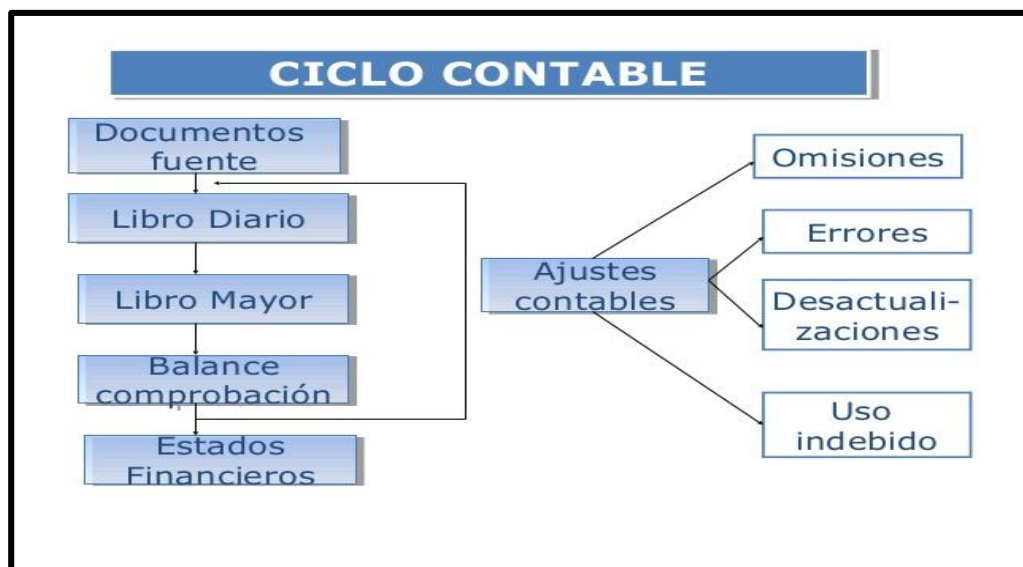 CICLO CONTABLE
Documentos
fuente
Libro Diario
Libro Mayor
Balance
comprobación
Estados
Financieros
Ajustes
contables
Omisiones
Errores
Desactuali-
zaciones
Uso
indebido